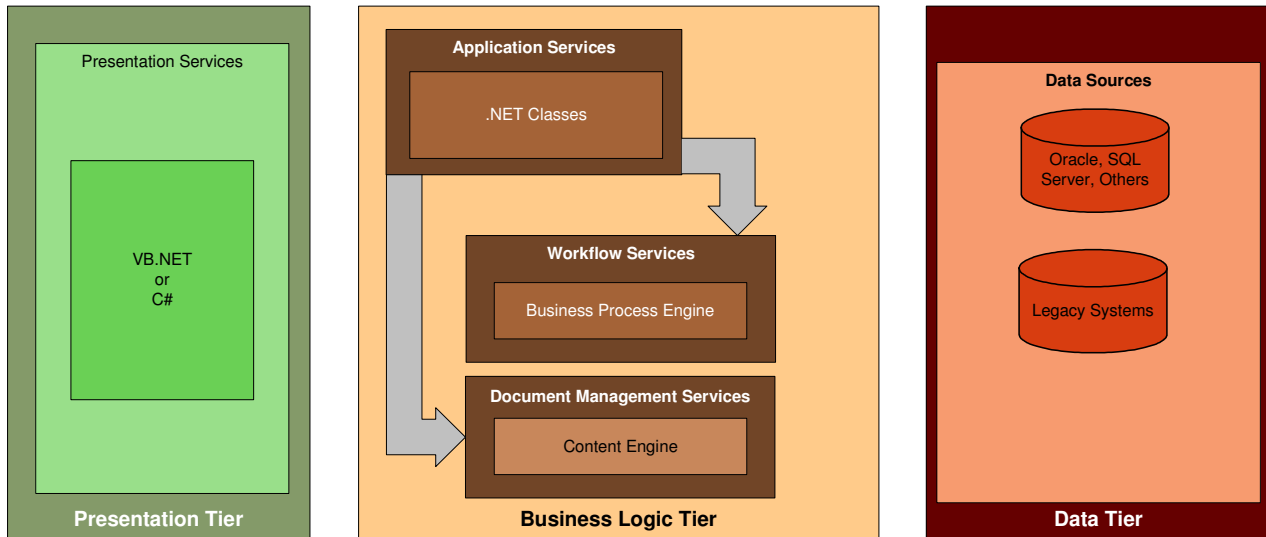 Presentation Services
VB.NET
or
C#
Presentation Tier
Application Services
.NET Classes
Workflow Services
Business Process Engine
Document Management Services
Content Engine
Business Logic Tier
Data Sources
Oracle, SQL
Server, Others
Legacy Systems
Data Tier